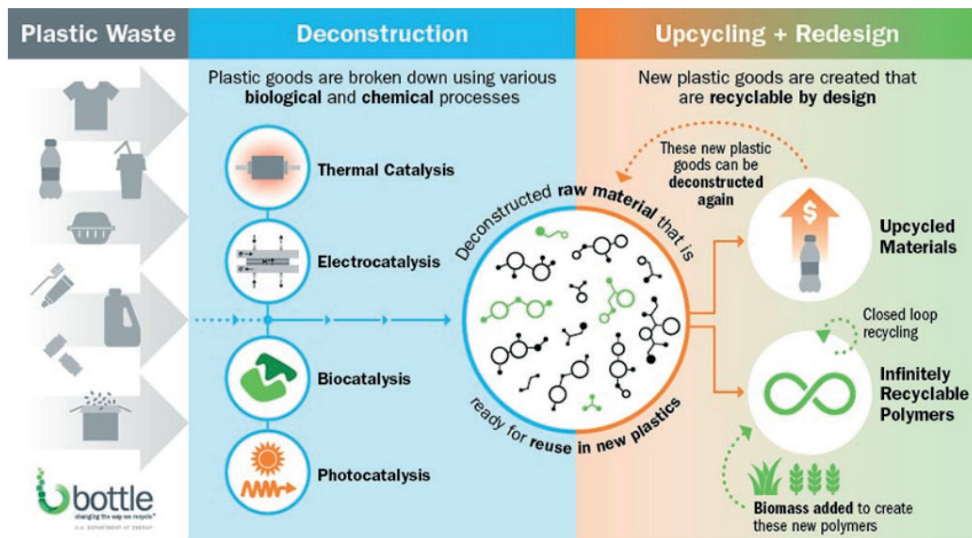 Plastic Waste
Deconstruction
Upcycling + Redesign
Plastic goods are broken down using various
biological and chemical processes
New plastic goods are created that
are recyclable by design
Thermal Catalysis
Electrocatalysis
Biocatalysis
Photocatalysis
Deconstructed raw material that is
ready for reuse in new plastics
These new plastic
goods can be
deconstructed
again
$
Upcycled
Materials
Closed loop
recycling
Infinitely
Recyclable
Polymers
Biomass added to create
these new polymers
bottle
changing the way we recycle™
U.S. DEPARTMENT OF ENERGY